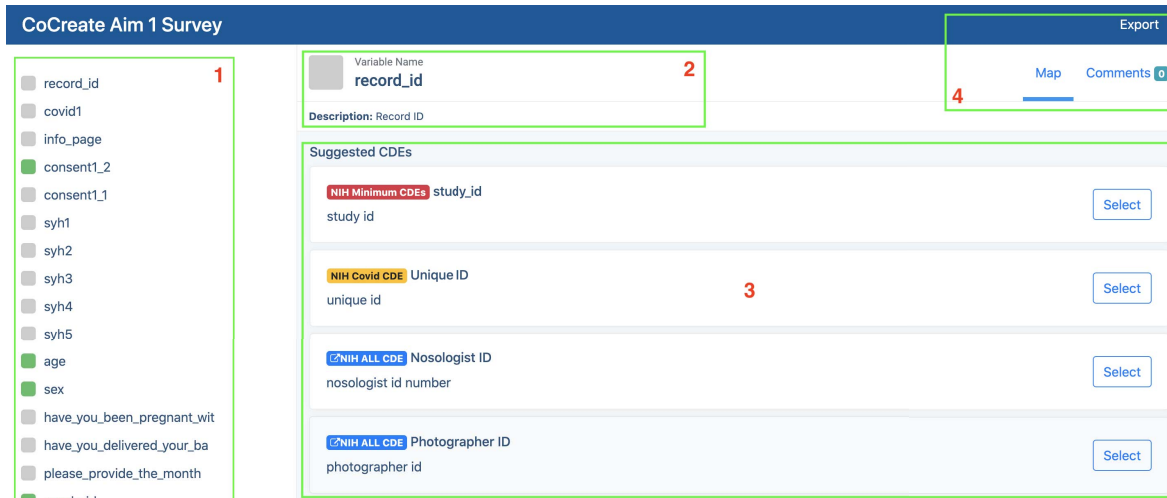 CoCreate Aim 1 Survey
Export
1
record_id
covid1
info_page
consent1_2
consent1_1
syh1
syh2
syh3
syh4
syh5
age
sex
have_you_been_pregnant_wit
have_you_delivered_your_ba
please_provide_the_month
Variable Name
record_id
2
Description: Record ID
Map
Comments 0
4
Suggested CDEs
NIH Minimum CDEs study_id
study id
Select
NIH Covid CDE Unique ID
unique id
3
Select
NIH ALL CDE Nosologist ID
nosologist id number
Select
NIH ALL CDE Photographer ID
photographer id
Select